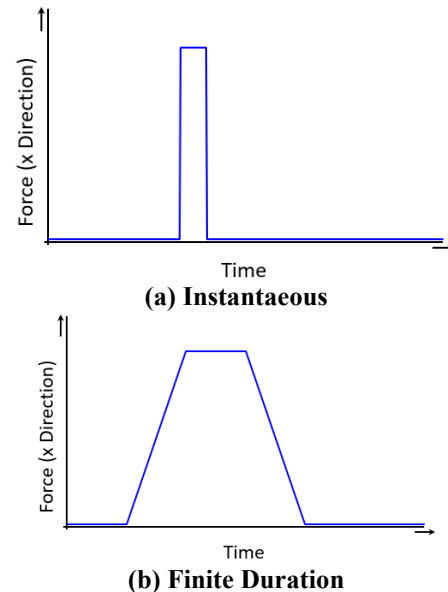 Force (x Direction)
Time
(a) Instantaeous
Force (x Direction)
Time
(b) Finite Duration